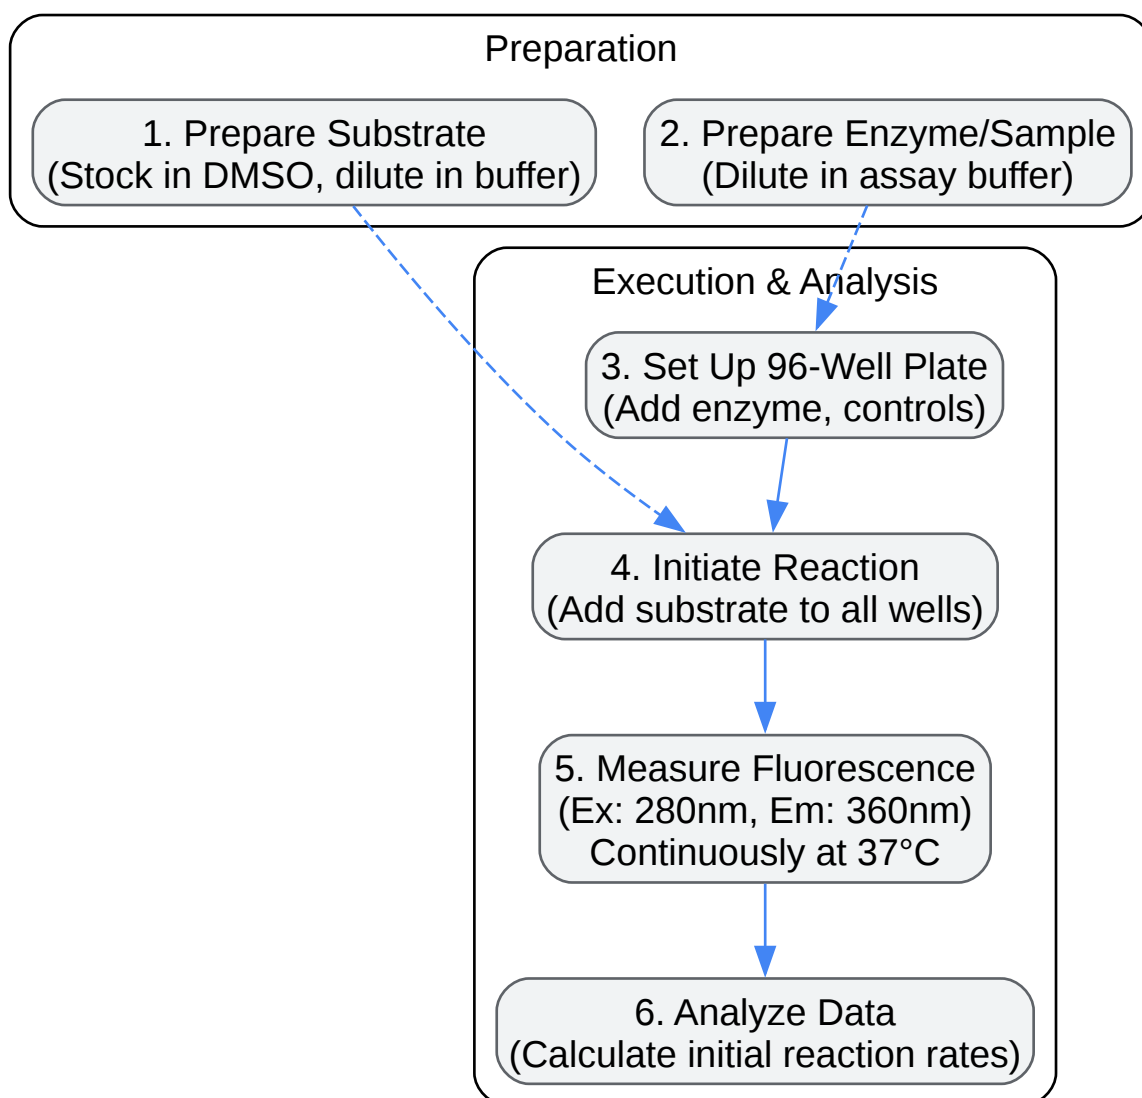 Preparation
1. Prepare Substrate
(Stock in DMSO, dilute in buffer)
2. Prepare Enzyme/Sample
(Dilute in assay buffer)
Execution & Analysis
3. Set Up 96-Well Plate
(Add enzyme, controls)
4. Initiate Reaction
(Add substrate to all wells)
5. Measure Fluorescence
(Ex: 280nm, Em: 360nm)
Continuously at 37°C
6. Analyze Data
(Calculate initial reaction rates)